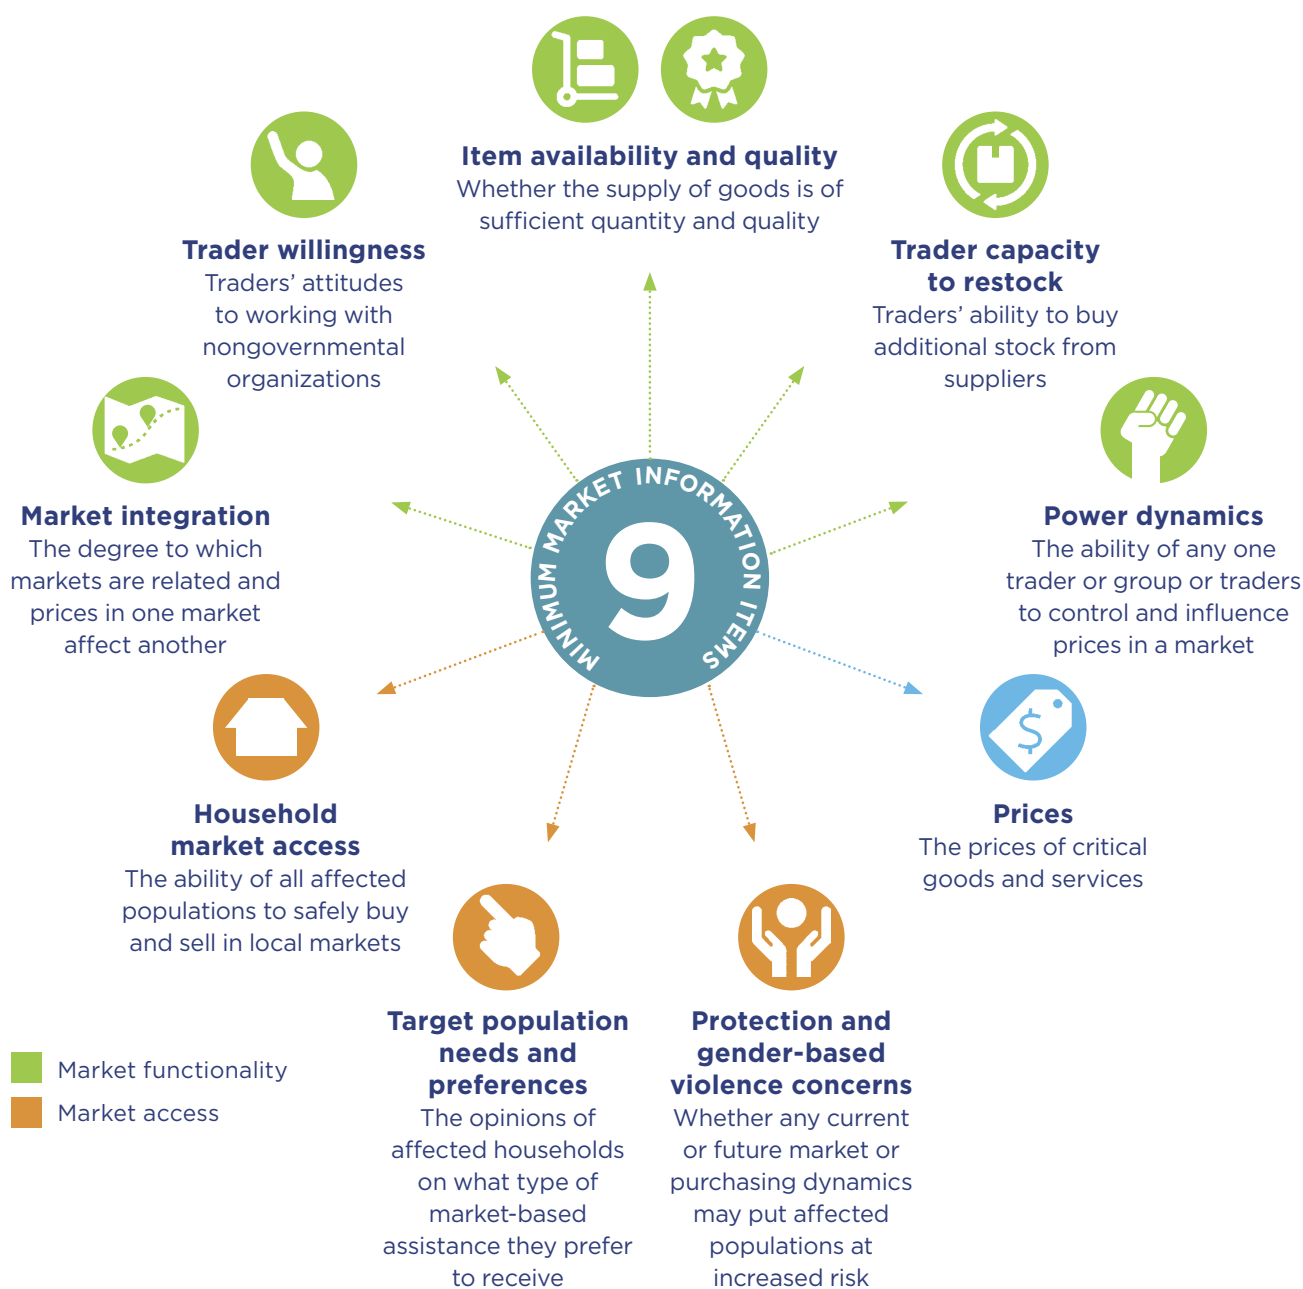 Item availability and quality
Whether the supply of goods is of
sufficient quantity and quality
Trader willingness
Traders’ attitudes
to working with
nongovernmental
organizations
Trader capacity
to restock
Traders’ ability to buy
additional stock from
suppliers
Market integration
The degree to which
markets are related and
prices in one market
affect another
MINIMUM MARKET INFORMATION ITEMS
9
Power dynamics
The ability of any one
trader or group or traders
to control and influence
prices in a market
$
Household
market access
The ability of all affected
populations to safely buy
and sell in local markets
Prices
The prices of critical
goods and services
Target population
needs and
preferences
The opinions of
affected households
on what type of
market-based
assistance they prefer
to receive
Protection and
gender-based
violence concerns
Whether any current
or future market or
purchasing dynamics
may put affected
populations at
increased risk
Market functionality
Market access